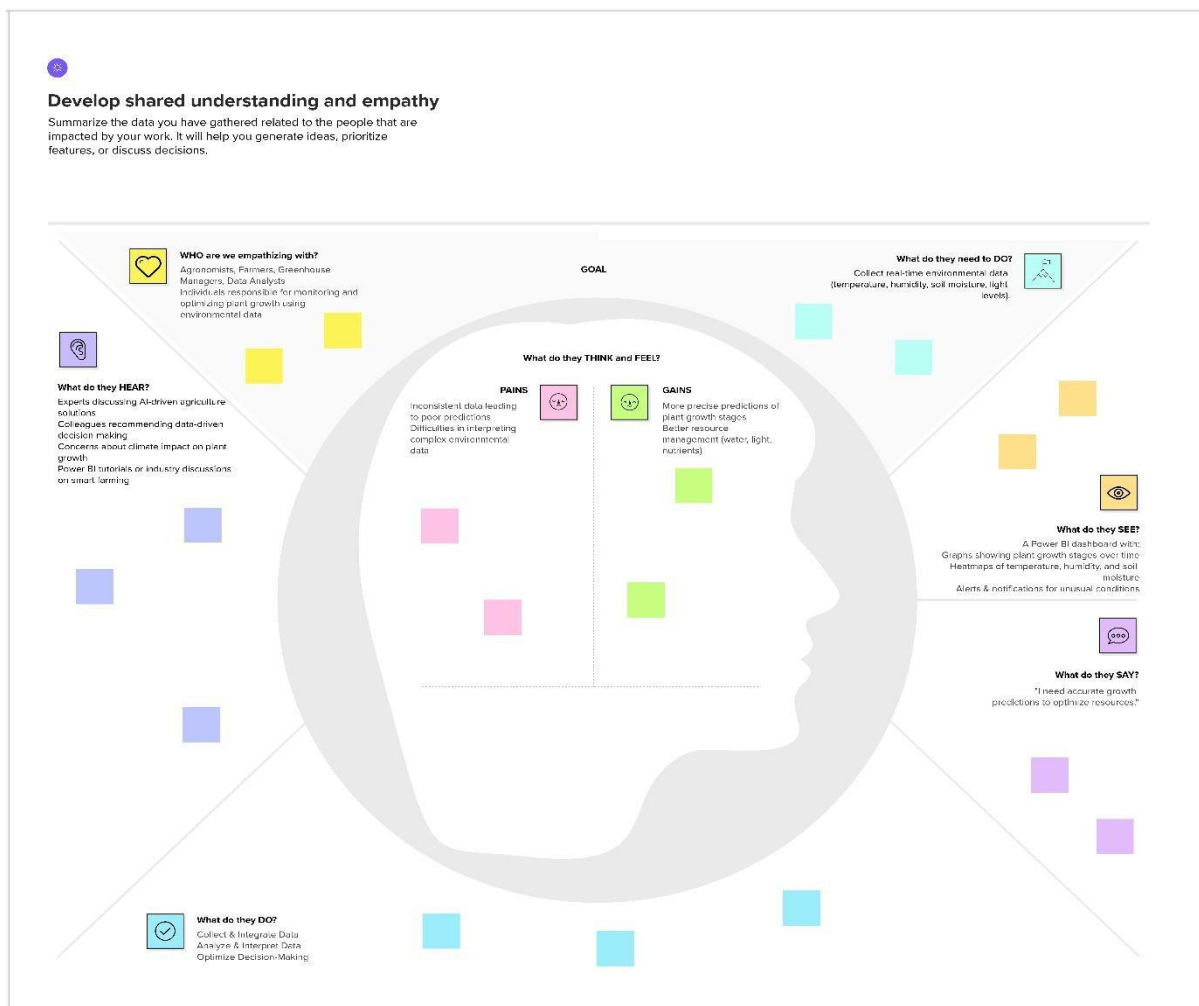 Develop shared understanding and empathy
Summarize the data you have gathered related to the people that are
impacted by your work. It will help you generate ideas, prioritize
features, or discuss decisions.
WHO are we empathizing with?
Agronomists, Farmers, Greenhouse
Managers, Data Analysts
Individuals responsible for monitoring and
optimizing plant growth using
environmental data
GOAL
What do they need to DO?
Collect real-time environmental data
(temperature, humidity, soil moisture, light
levels).
What do they HEAR?
Experts discussing AI-driven agriculture
solutions
Colleagues recommending data-driven
decision making
Concerns about climate impact on plant
growth
Power BI tutorials or industry discussions
on smart farming
What do they THINK and FEEL?
PAINS
Inconsistent data leading
to poor predictions
Difficulties in interpreting
complex environmental
data
GAINS
More precise predictions of
plant growth stages
Better resource
management (water, light,
nutrients)
What do they SEE?
A Power BI dashboard with:
Graphs showing plant growth stages over time
Heatmaps of temperature, humidity, and soil
moisture
Alerts & notifications for unusual conditions
What do they SAY?
"I need accurate growth
predictions to optimize resources."
What do they DO?
Collect & Integrate Data
Analyze & Interpret Data
Optimize Decision-Making